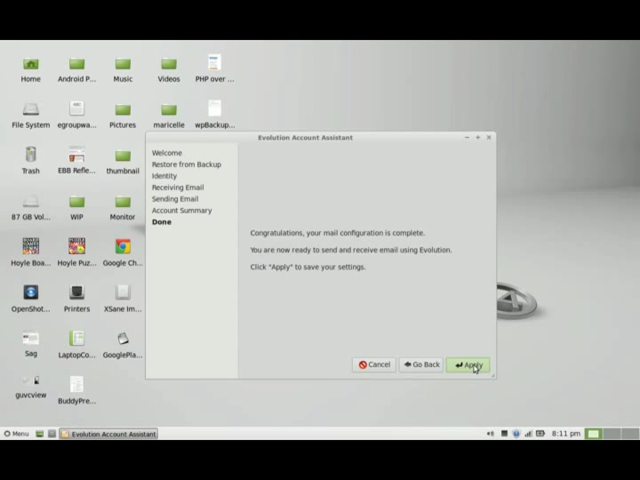 Home
Android P...
Music
Videos
PHP over ...
File System
egroupwa...
Pictures
maricelle
wpBackup...
Trash
EBB Refle...
thumbnail
87 GB Vol...
WIP
Monitor
Hoyle Boa...
Hoyle Puz...
Google Ch...
OpenShot...
Printers
XSane Im...
Sag
LaptopCo...
GooglePla...
guvcview
BuddyPre...
Evolution Account Assistant
Welcome
Restore from Backup
Identity
Receiving Email
Sending Email
Account Summary
Done
Congratulations, your mail configuration is complete.
You are now ready to send and receive email using Evolution.
Click "Apply" to save your settings.
Cancel
Go Back
Apply
Menu
Evolution Account Assistant
8:11 pm